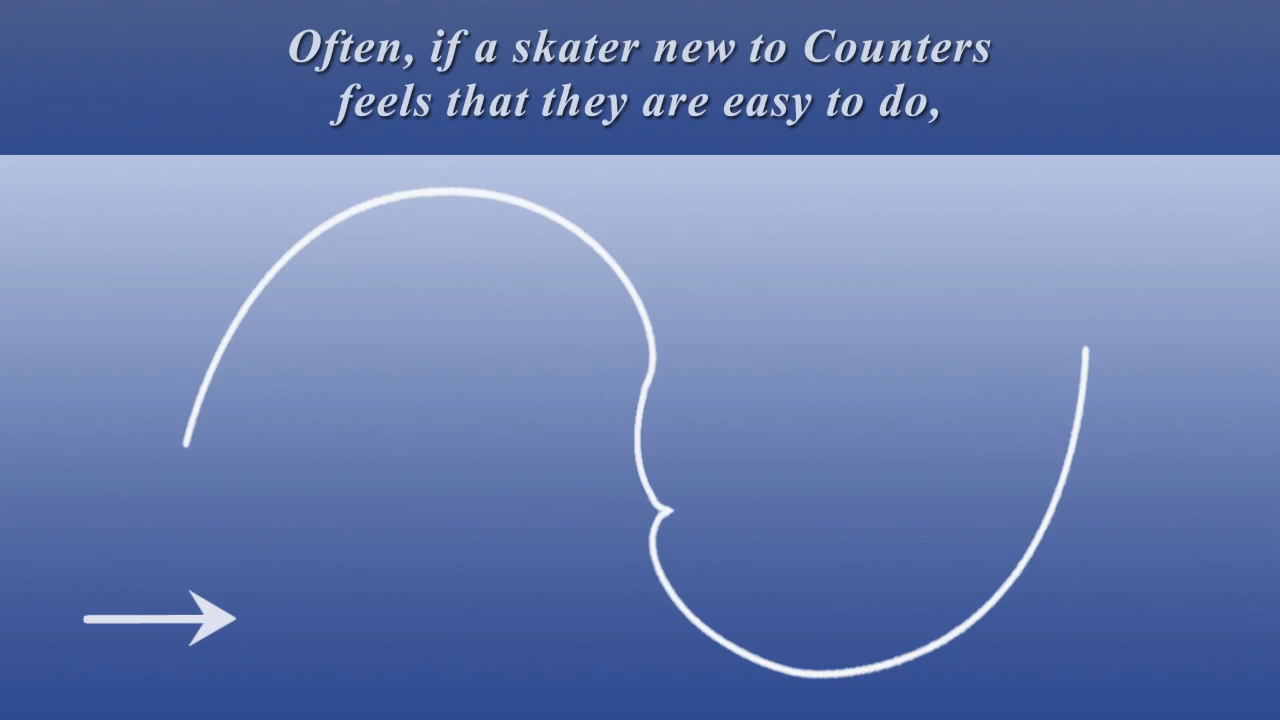 Often, if a skater new to Counters
feels that they are easy to do,